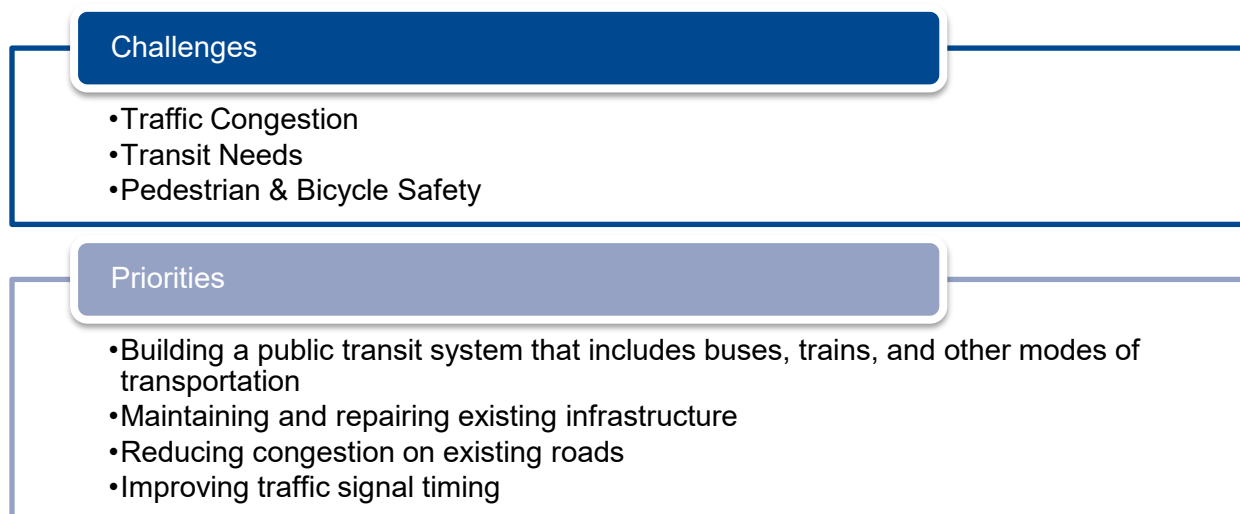 Challenges
•Traffic Congestion
•Transit Needs
•Pedestrian & Bicycle Safety
Priorities
•Building a public transit system that includes buses, trains, and other modes of
transportation
•Maintaining and repairing existing infrastructure
•Reducing congestion on existing roads
•Improving traffic signal timing